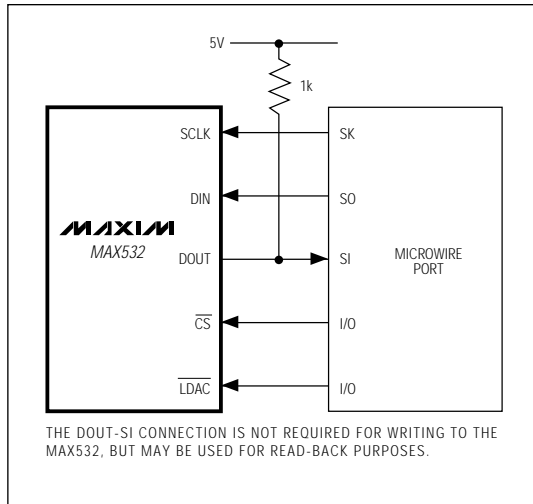 5V
1k
SCLK
SK
DIN
SO
MAXIM
MAX532
DOUT
SI
MICROWIRE
PORT
CS
I/O
LDAC
I/O
THE DOUT-SI CONNECTION IS NOT REQUIRED FOR WRITING TO THE
MAX532, BUT MAY BE USED FOR READ-BACK PURPOSES.